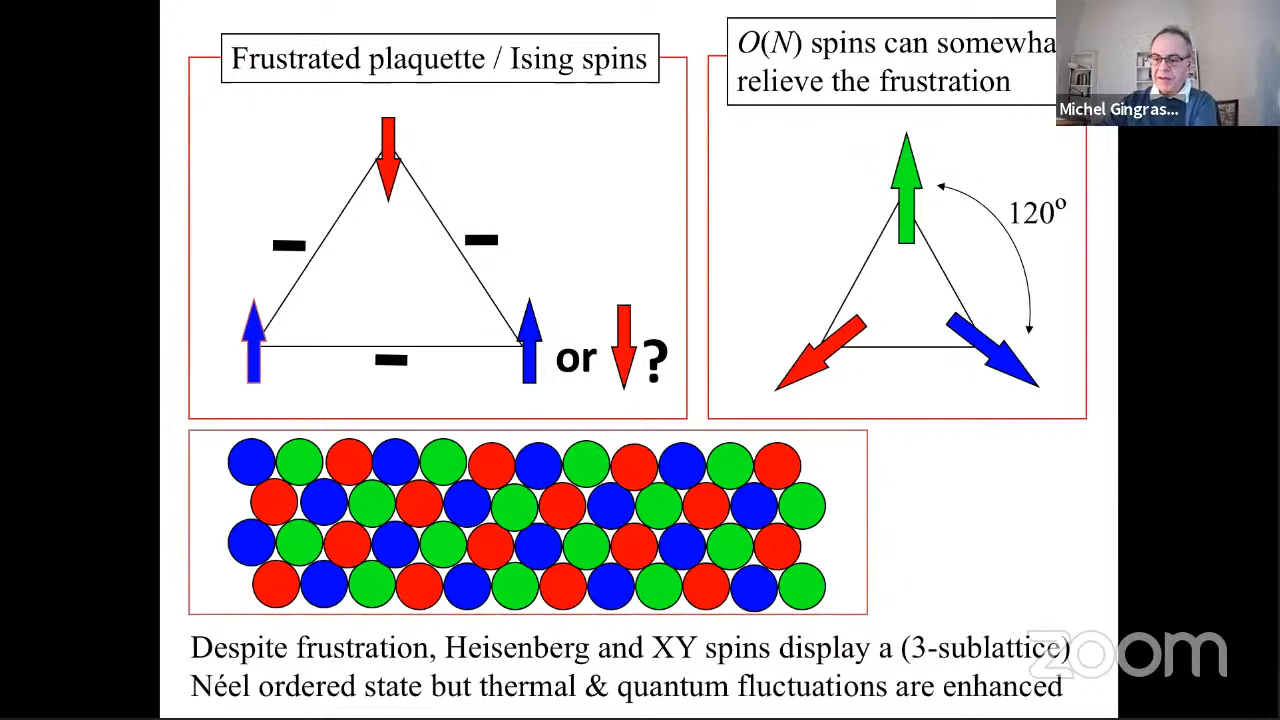 Frustrated plaquette / Ising spins
O(N) spins can somewha
relieve the frustration
Michel Gingras...
120º
or
?
Despite frustration, Heisenberg and XY spins display a (3-sublattice)
Néel ordered state but thermal & quantum fluctuations are enhanced
zoom